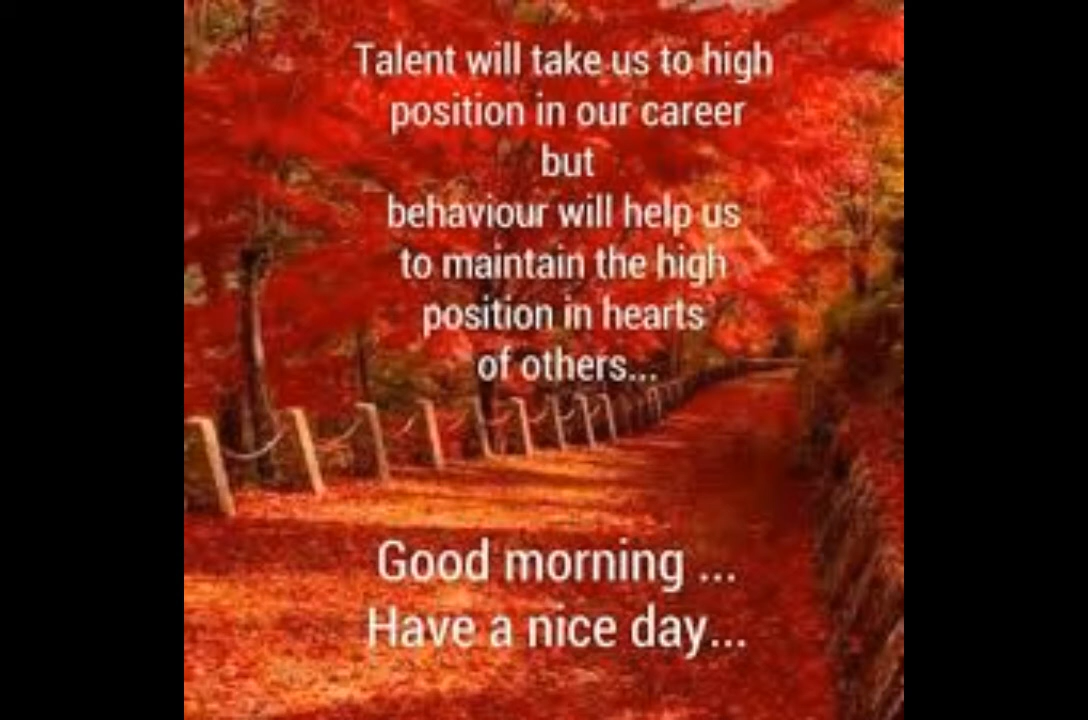 Talent will take us to high
position in our career
but
behaviour will help us
to maintain the high
position in hearts
of others...
Good morning ...
Have a nice day...